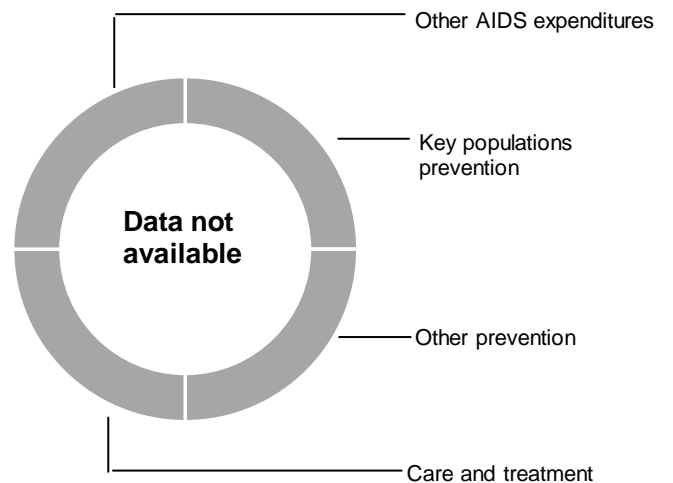 Other AIDS expenditures
Key populations
prevention
Data not
available
Other prevention
Care and treatment